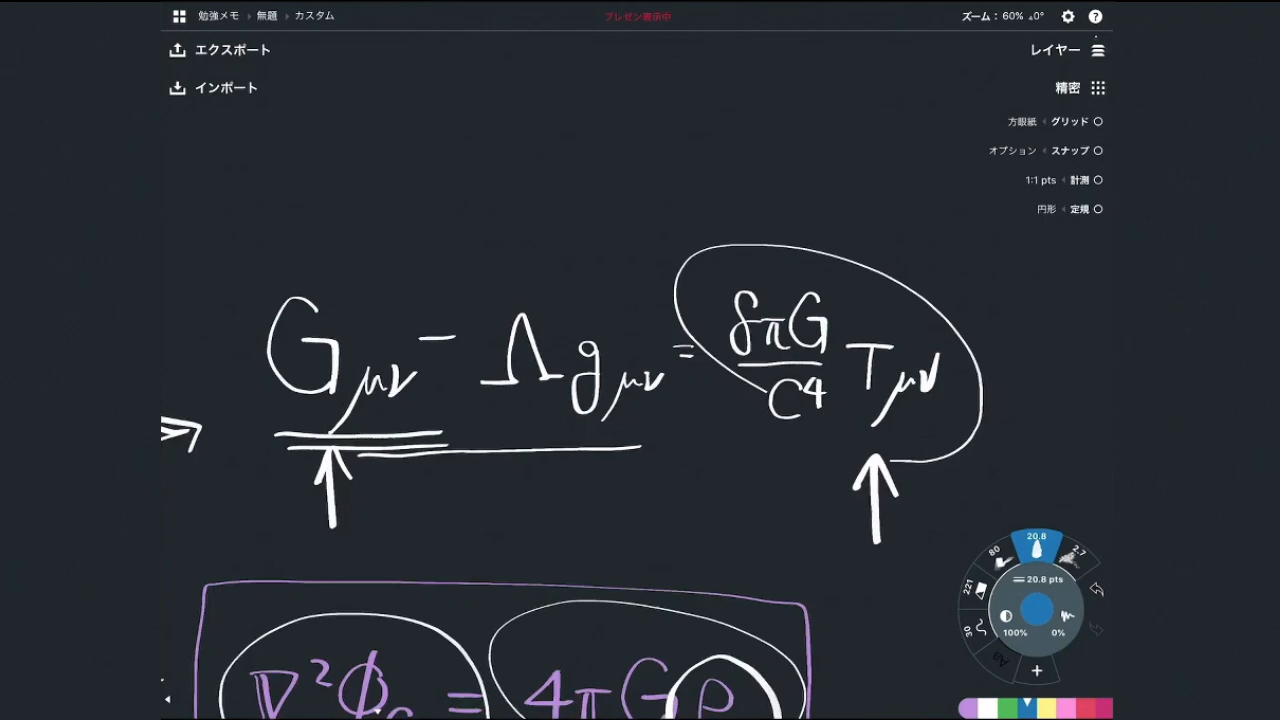 勉強メモ 無題 カスタム プレゼン表示中 ズーム: 60% ⊿0°
エクスポート レイヤー
インポート 精密
方眼紙 グリッド
オプション スナップ
1:1 pts 計測
円形 定規
Gμν - Λgμν = 8πG/C⁴ Tμν
⇒
20.8
80 2.7
221 20.8 pts
30 100% 0%
Aa
∇²Φ = 4πGρ